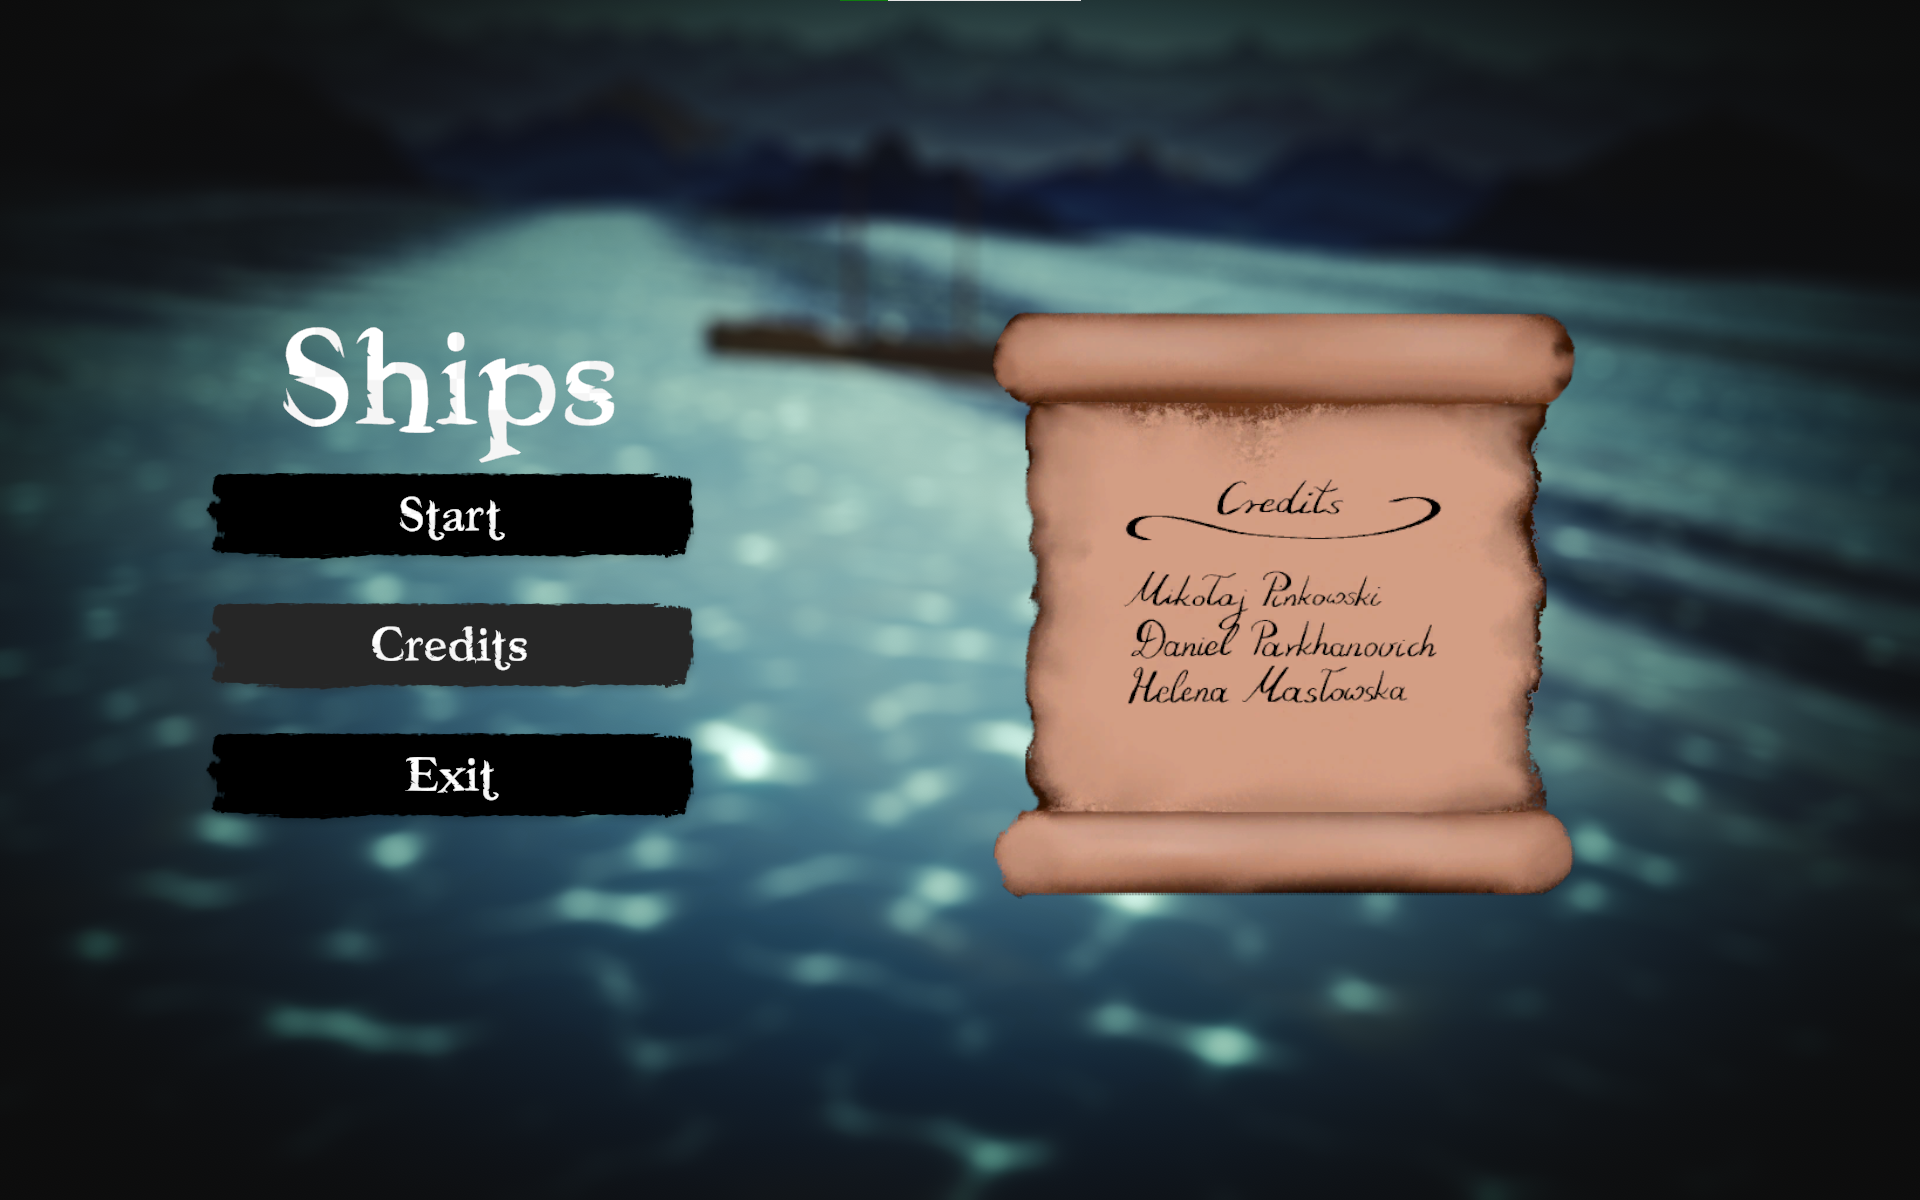 Ships
Start
Credits
Exit
Credits
Mikołaj Pinkowski
Daniel Parkhanovich
Helena Masłowska